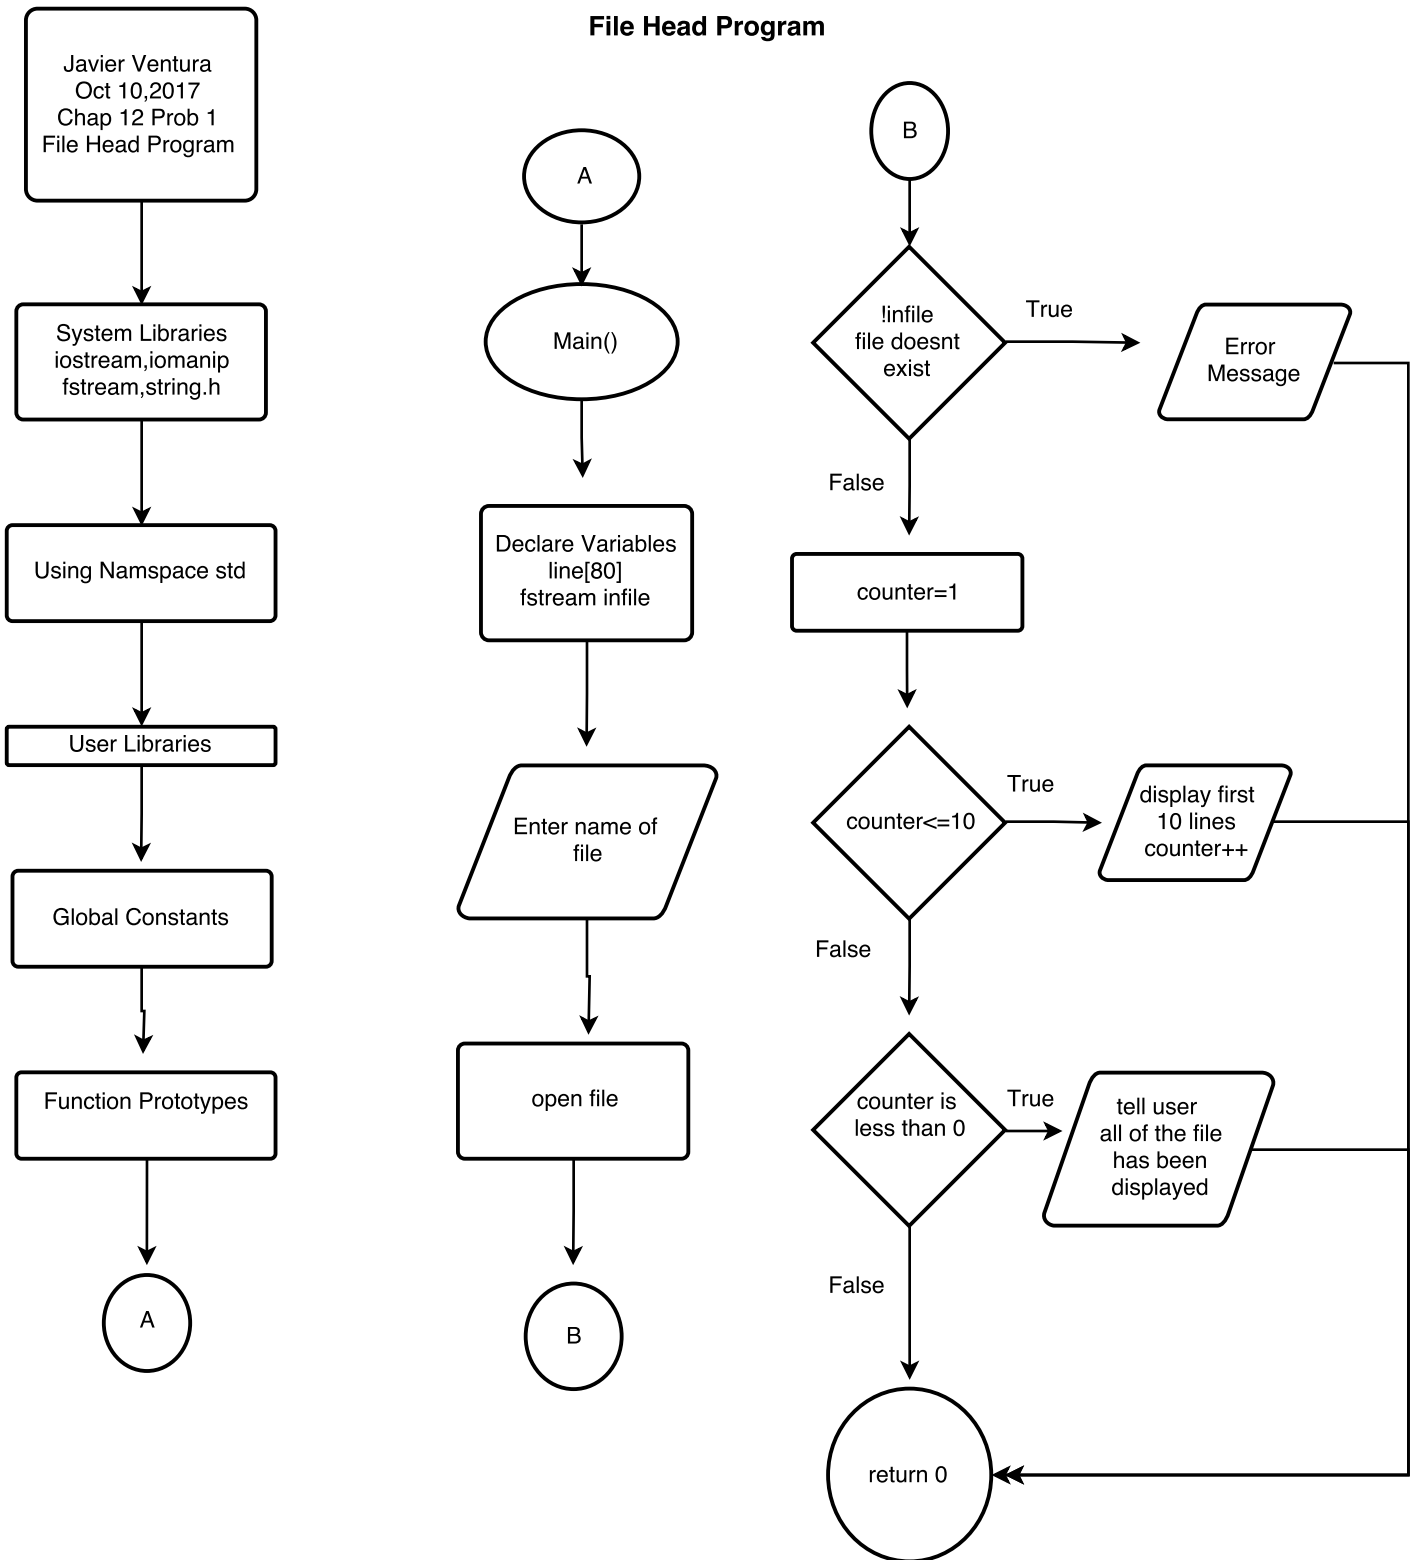 File Head Program
Javier Ventura
Oct 10,2017
Chap 12 Prob 1
File Head Program
System Libraries
iostream,iomanip
fstream,string.h
Using Namspace std
User Libraries
Global Constants
Function Prototypes
A
A
Main()
Declare Variables
line[80]
fstream infile
Enter name of
file
open file
B
B
!infile
file doesnt
exist
True
Error
Message
False
counter=1
counter<=10
True
display first
10 lines
counter++
False
counter is
less than 0
True
tell user
all of the file
has been
displayed
False
return 0